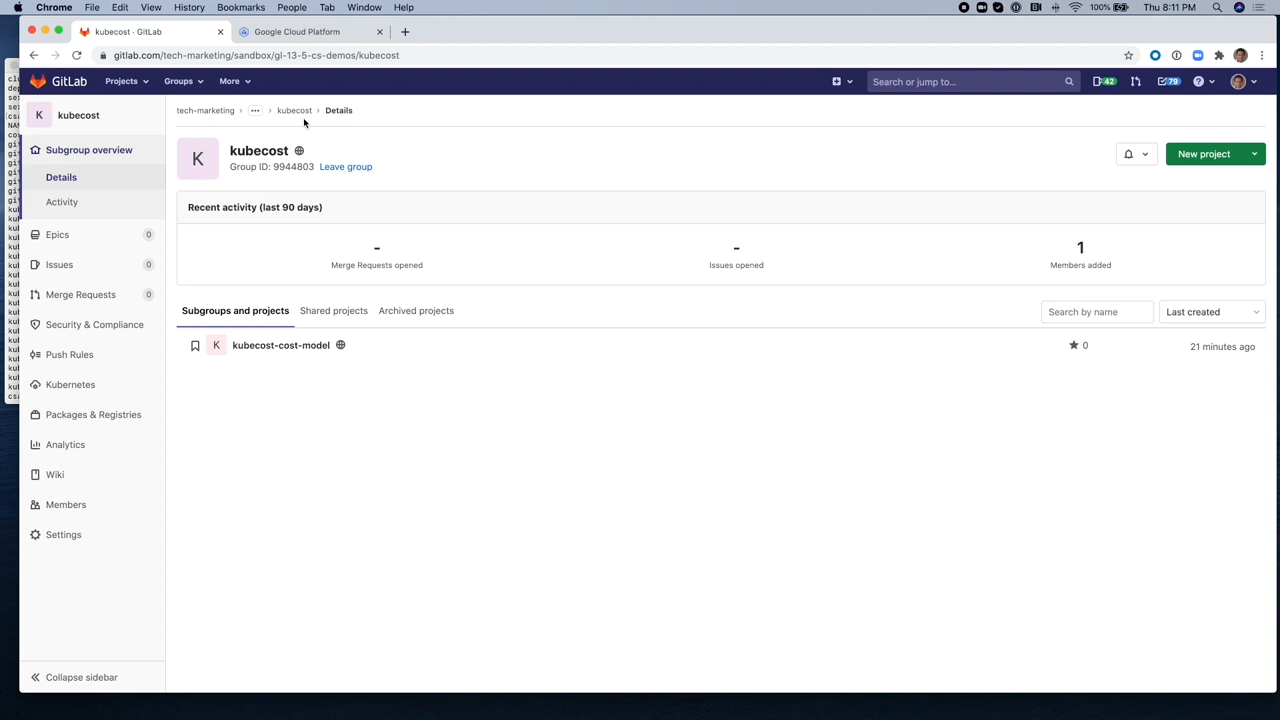 Chrome File Edit View History Bookmarks People Tab Window Help 100% Thu 8:11 PM
kubecost · GitLab Google Cloud Platform
gitlab.com/tech-marketing/sandbox/gl-13-5-cs-demos/kubecost
GitLab Projects Groups More Search or jump to... 42 79
K kubecost
tech-marketing › ... › kubecost › Details
Subgroup overview
Details
Activity
Epics 0
Issues 0
Merge Requests 0
Security & Compliance
Push Rules
Kubernetes
Packages & Registries
Analytics
Wiki
Members
Settings
Collapse sidebar
K kubecost
Group ID: 9944803 Leave group
New project
Recent activity (last 90 days)
- - 1
Merge Requests opened Issues opened Members added
Subgroups and projects Shared projects Archived projects Search by name Last created
K kubecost-cost-model 0 21 minutes ago